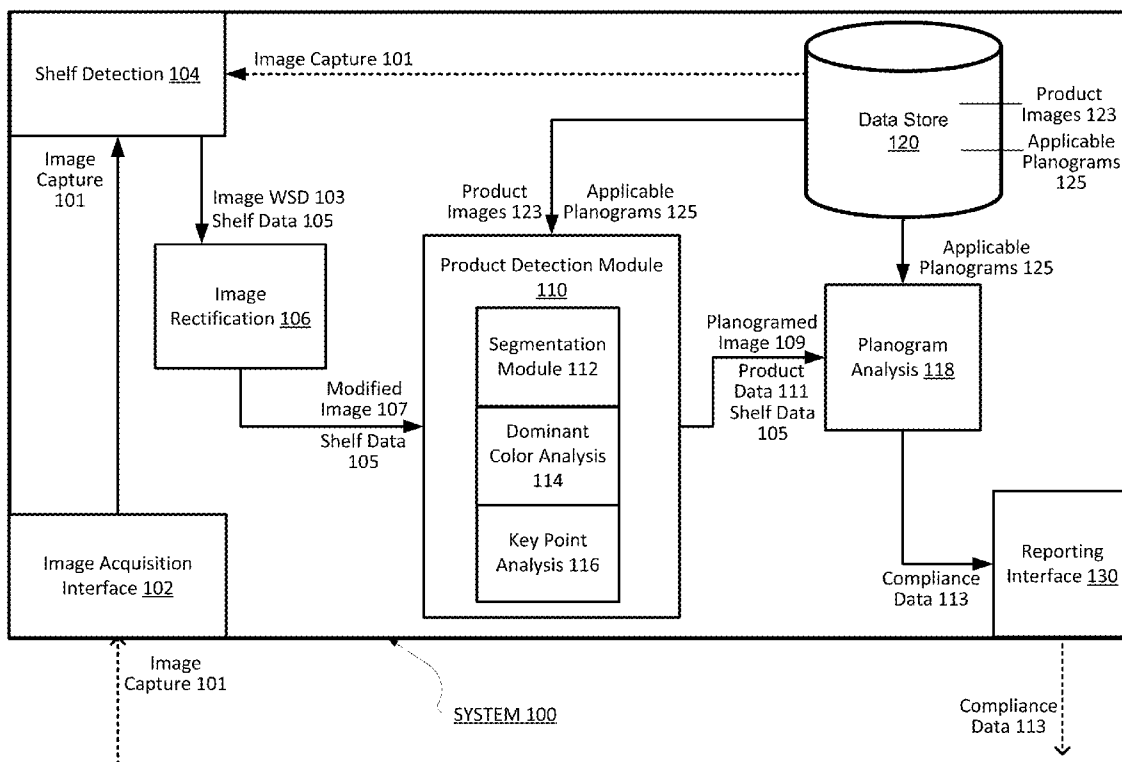 Shelf Detection 104
Image Capture 101
Data Store
120
Product
Images 123
Applicable
Planograms
125
Image
Capture
101
Image WSD 103
Shelf Data 105
Product
Images 123
Applicable
Planograms 125
Applicable
Planograms 125
Image
Rectification 106
Product Detection Module
110
Segmentation
Module 112
Dominant
Color Analysis
114
Key Point
Analysis 116
Modified
Image 107
Shelf Data
105
Planogramed
Image 109
Product
Data 111
Shelf Data
105
Planogram
Analysis 118
Image Acquisition
Interface 102
Compliance
Data 113
Reporting
Interface 130
Image
Capture 101
SYSTEM 100
Compliance
Data 113